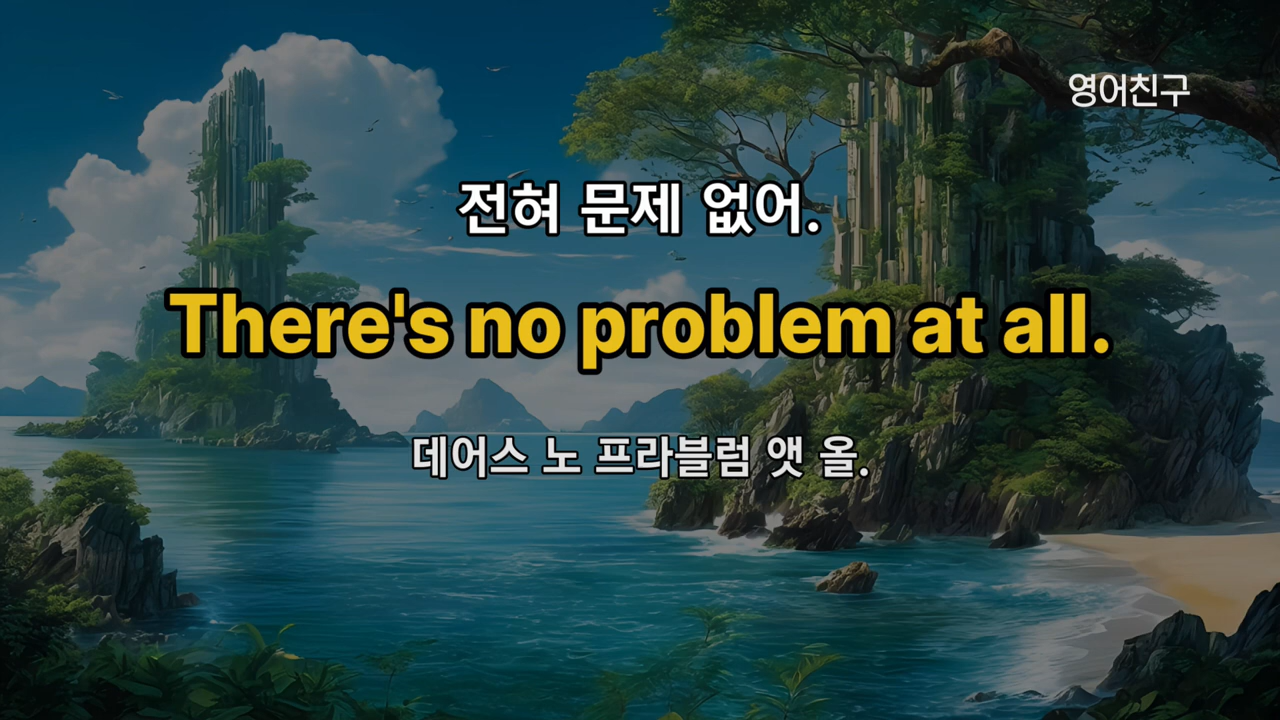 영어친구
전혀 문제 없어.
There's no problem at all.
데어스 노 프라블럼 앳 올.